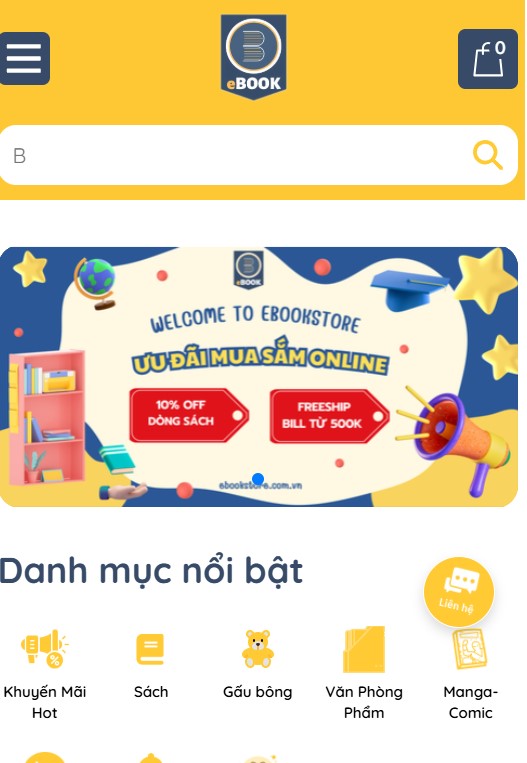 eBOOK
0
B
eBOOK
WELCOME TO EBOOKSTORE
ƯU ĐÃI MUA SẮM ONLINE
10% OFF
DÒNG SÁCH
FREESHIP
BILL TỪ 500K
ebookstore.com.vn
Danh mục nổi bật
Liên hệ
Khuyến Mãi
Hot
Sách
Gấu bông
Văn Phòng
Phẩm
Manga-
Comic